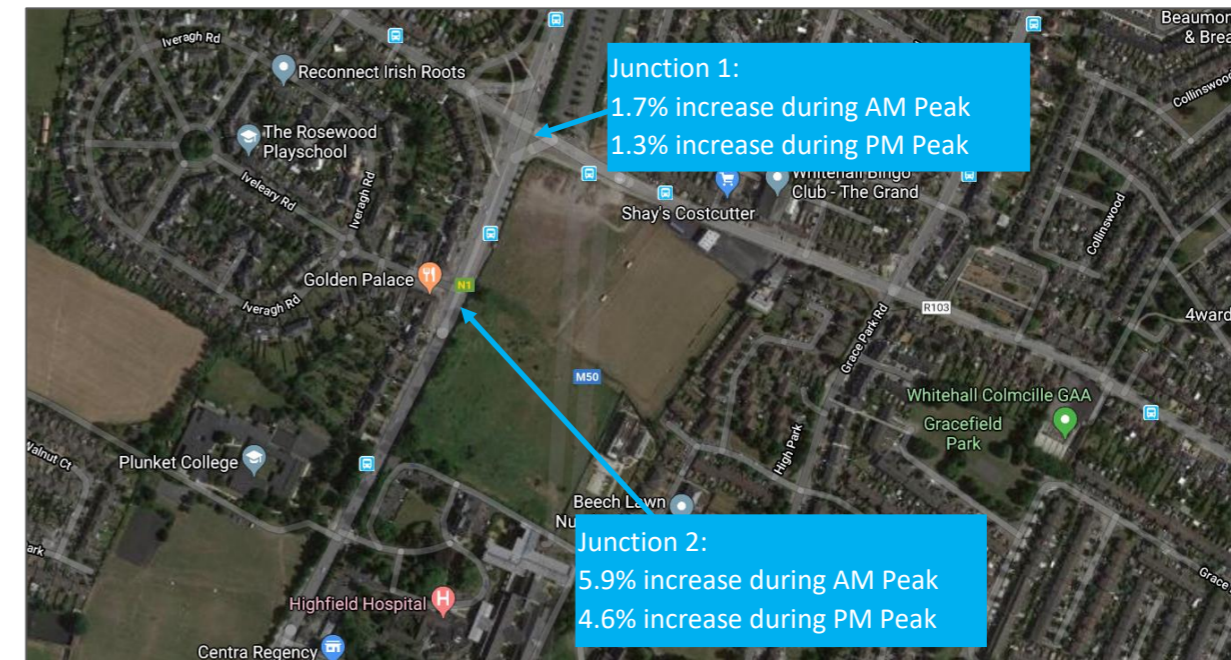 Beaumon
& Brea
Iveragh Rd
Reconnect Irish Roots
Junction 1:
1.7% increase during AM Peak
1.3% increase during PM Peak
Collinswood
The Rosewood
Playschool
Iveragh Rd
Iveleary Rd
Whitehall Bingo
Club - The Grand
Shay's Costcutter
Collinswood
Golden Palace
N1
Iveragh Rd
R103
4ward
Grace Park Rd
M50
Whitehall Colmcille GAA
Gracefield
Park
Walnut Ct
Plunket College
High Park
Beech Lawn
Nu
Junction 2:
5.9% increase during AM Peak
4.6% increase during PM Peak
ark
Grace
Highfield Hospital
H
Centra Regency